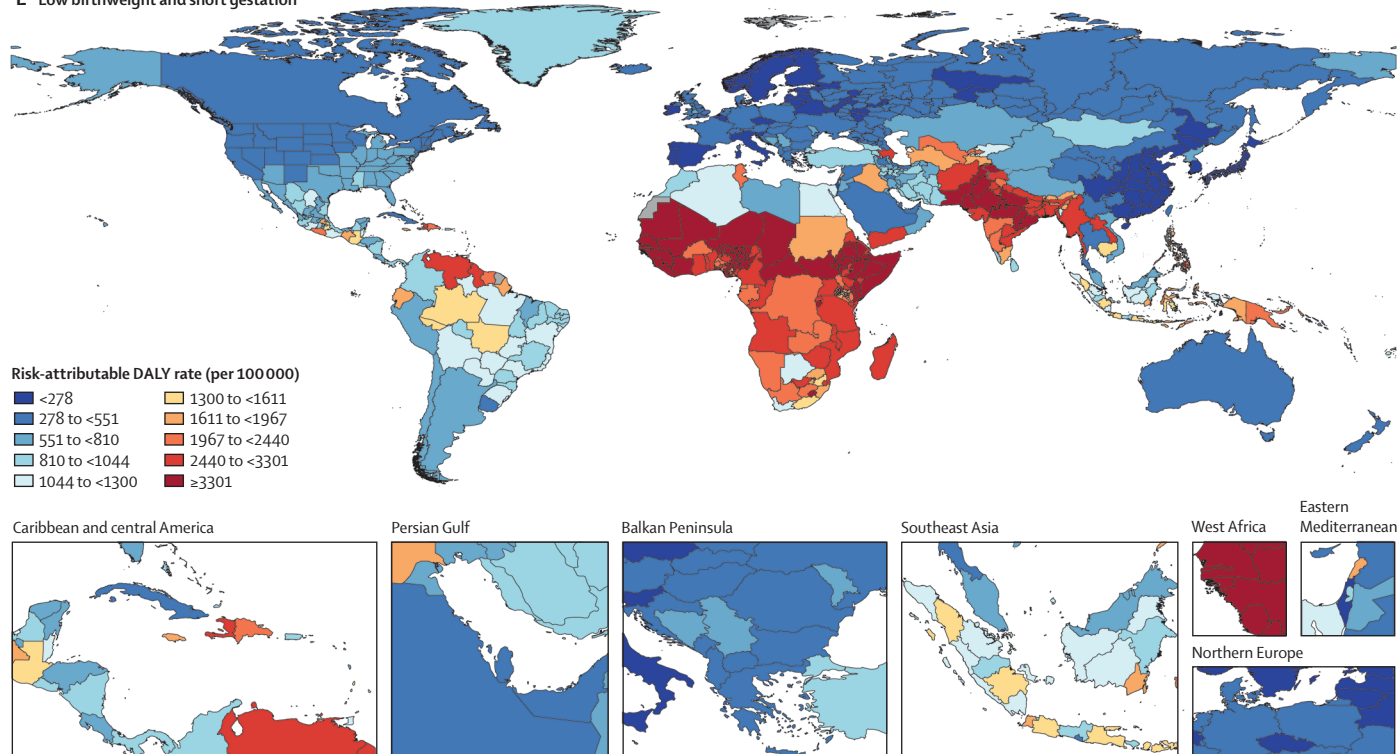 E Low birthweight and short gestation
Risk-attributable DALY rate (per 100 000)
<278
278 to <551
551 to <810
810 to <1044
1044 to <1300
1300 to <1611
1611 to <1967
1967 to <2440
2440 to <3301
≥3301
Caribbean and central America
Persian Gulf
Balkan Peninsula
Southeast Asia
West Africa
Eastern
Mediterranean
Northern Europe